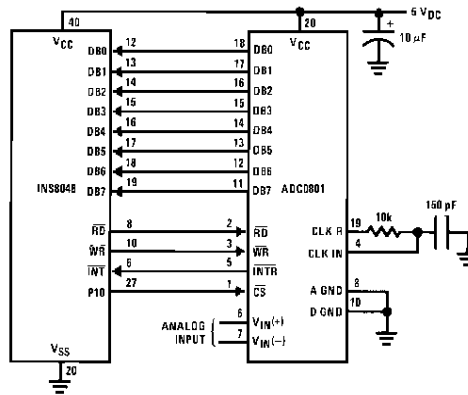 40
5 VDC
20
VCC
VCC
+
10 µF
DB0 12 18 DB0
DB1 13 17 DB1
DB2 14 16 DB2
DB3 15 15 DB3
DB4 16 14 DB4
DB5 17 13 DB5
DB6 18 12 DB6
DB7 19 11 DB7
INS8048
ADC0801
150 pF
RD 8 2 RD
CLK R 19 10k
WR 10 3 WR
CLK IN 4
INT 6 5 INTR
P10 27 1 CS
A GND 8
D GND 10
ANALOG INPUT
6 VIN(+)
7 VIN(−)
VSS
20